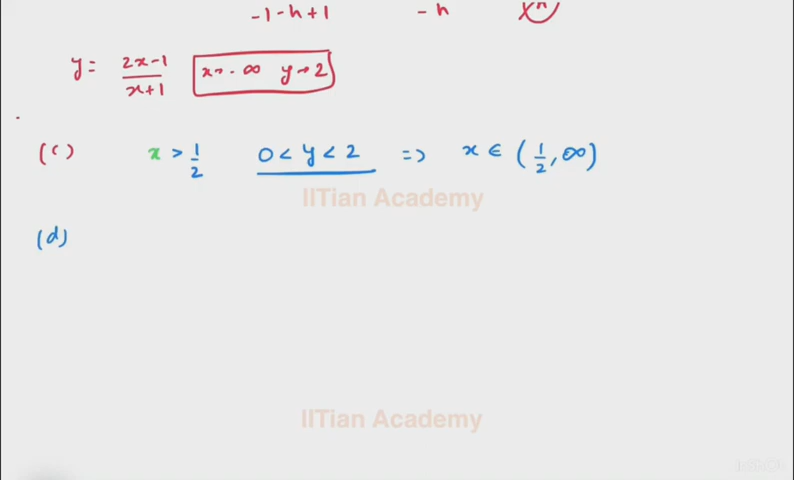 -1-h+1 -h
y = 2x-1/x+1 x→-∞ y→2
(c) x > 1/2 0 < y < 2 => x ∈ (1/2, ∞)
IITian Academy
(d)
IITian Academy